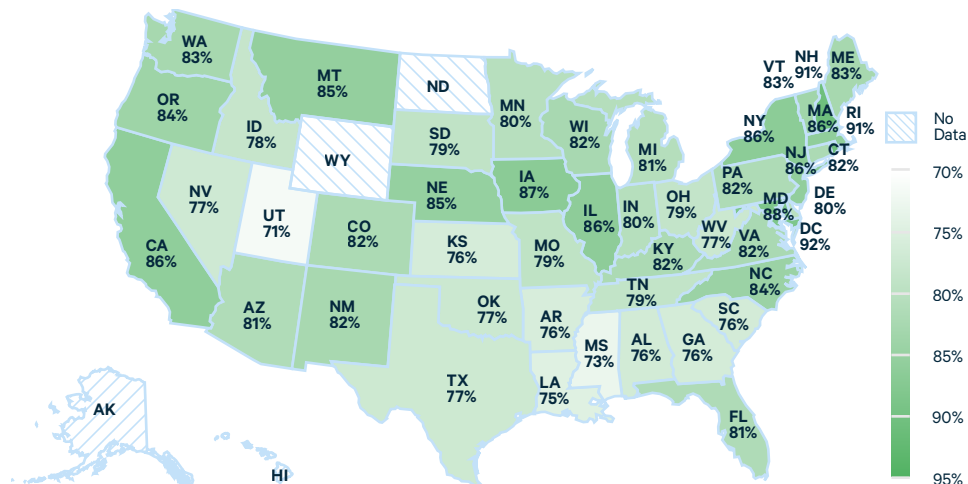 WA
83%
OR
84%
CA
86%
ID
78%
NV
77%
MT
85%
WY
UT
71%
AZ
81%
CO
82%
NM
82%
ND
SD
79%
NE
85%
KS
76%
OK
77%
TX
77%
MN
80%
IA
87%
MO
79%
AR
76%
LA
75%
WI
82%
IL
86%
MS
73%
MI
81%
IN
80%
OH
79%
KY
82%
TN
79%
AL
76%
GA
76%
FL
81%
SC
76%
NC
84%
WV
77%
VA
82%
PA
82%
NY
86%
VT
83%
NH
91%
ME
83%
MA
86%
RI
91%
CT
82%
NJ
86%
DE
80%
MD
88%
DC
92%
AK
HI
No
Data
70%
75%
80%
85%
90%
95%